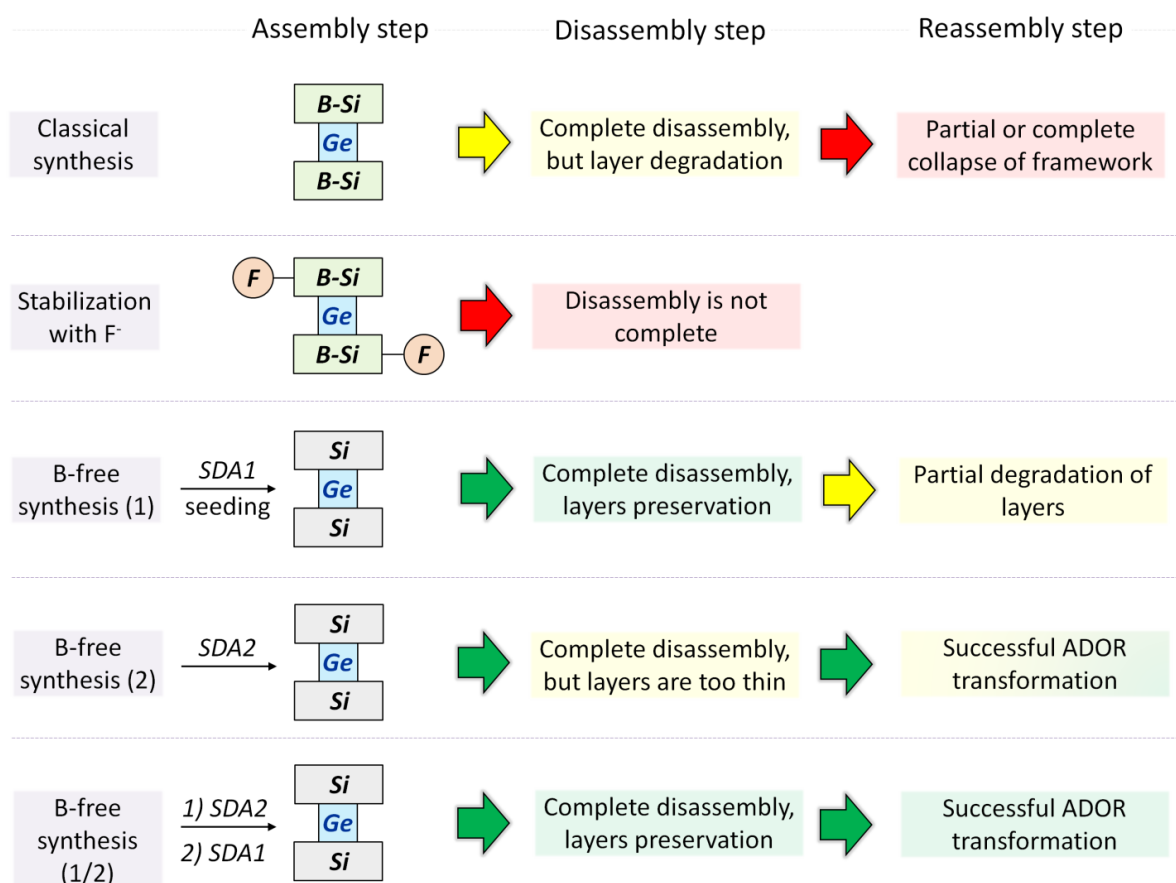 Assembly step
Disassembly step
Reassembly step
Classical
synthesis
B-Si
Ge
B-Si
Complete disassembly,
but layer degradation
Partial or complete
collapse of framework
Stabilization
with F⁻
F
B-Si
Ge
B-Si
F
Disassembly is not
complete
B-free
synthesis (1)
SDA1
seeding
Si
Ge
Si
Complete disassembly,
layers preservation
Partial degradation of
layers
B-free
synthesis (2)
SDA2
Si
Ge
Si
Complete disassembly,
but layers are too thin
Successful ADOR
transformation
B-free
synthesis
(1/2)
1) SDA2
2) SDA1
Si
Ge
Si
Complete disassembly,
layers preservation
Successful ADOR
transformation